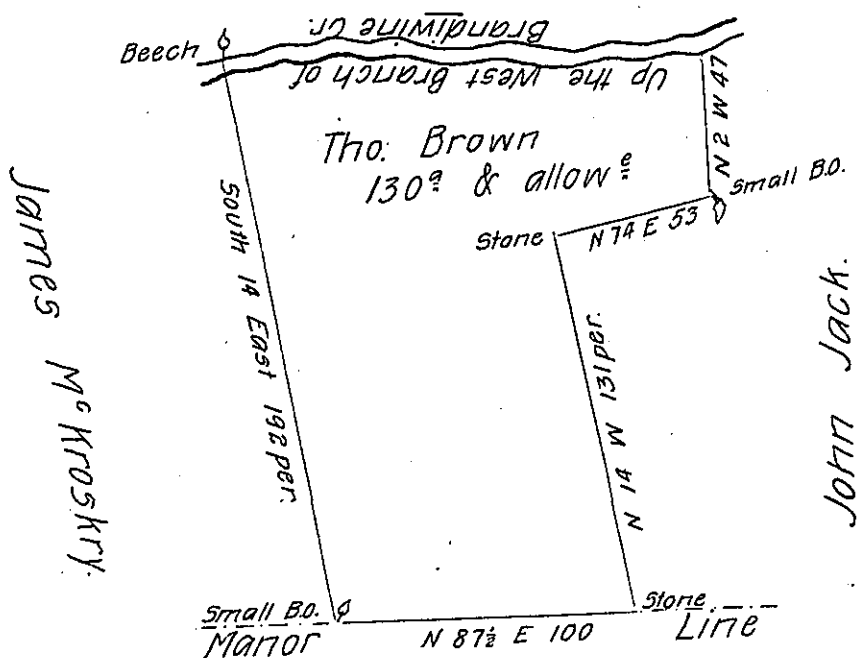 Beech
Brandiwine Cr.
Up the West Branch of
Tho: Brown
130ª & allowᵉ
N 2 W 47
Small B.O.
Stone
N 74 E 53
South 14 East 192 per.
N 14 W 131 per.
James McKroskry.
John Jack.
Small B.O.
Stone
Manor
N 87½ E 100
Line